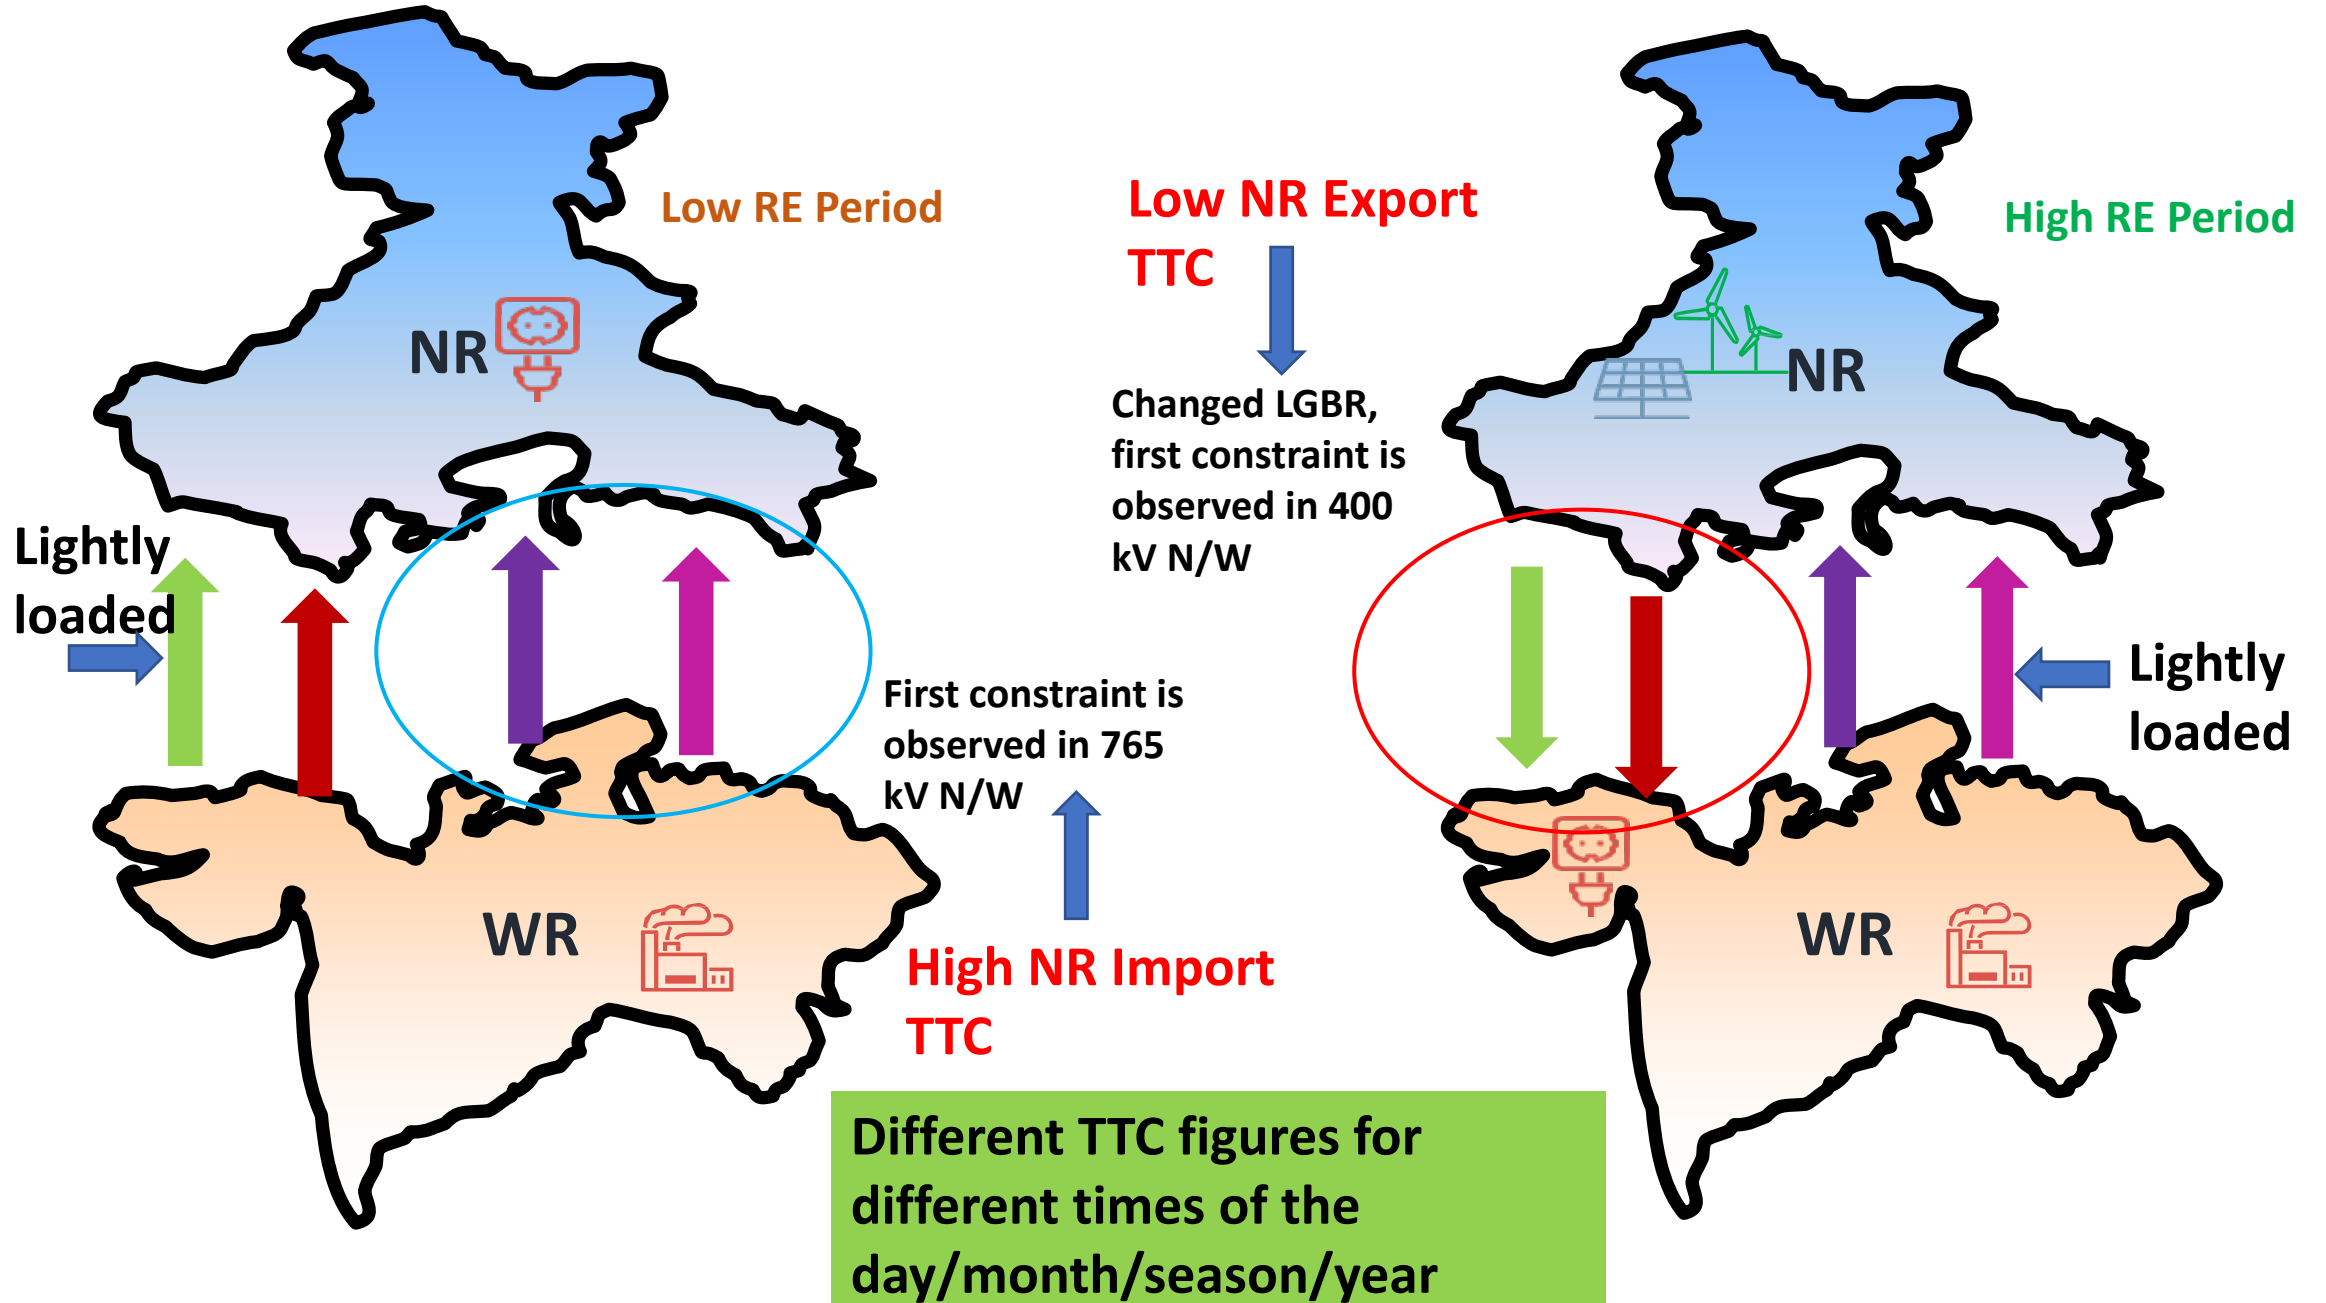 Low RE Period
NR
Lightly
loaded
First constraint is
observed in 765
kV N/W
WR
High NR Import
TTC
Low NR Export
TTC
Changed LGBR,
first constraint is
observed in 400
kV N/W
High RE Period
NR
Lightly
loaded
WR
Different TTC figures for
different times of the
day/month/season/year